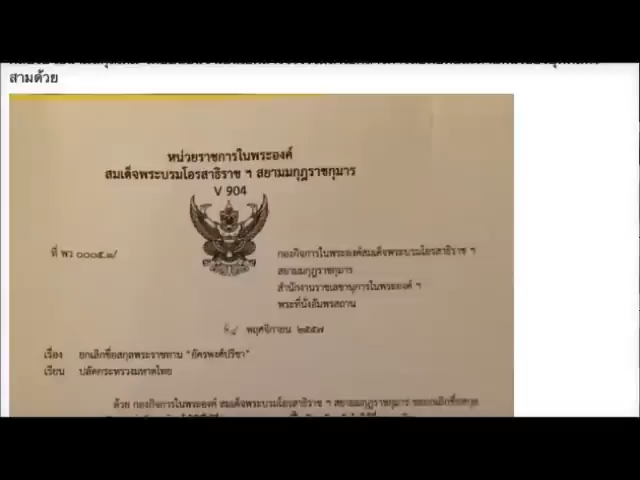 สามด้วย
หน่วยราชการในพระองค์
สมเด็จพระบรมโอรสาธิราช ฯ สยามมกุฎราชกุมาร
V 904
ที่ พว ๐๐๐๕.๑/
กองกิจการในพระองค์สมเด็จพระบรมโอรสาธิราช ฯ
สยามมกุฎราชกุมาร
สำนักงานราชเลขานุการในพระองค์ ฯ
พระที่นั่งอัมพรสถาน
พฤศจิกายน ๒๕๕๗
เรื่อง ยกเลิกชื่อสกุลพระราชทาน "อัครพงศ์ปรีชา"
เรียน ปลัดกระทรวงมหาดไทย
ด้วย กองกิจการในพระองค์ สมเด็จพระบรมโอรสาธิราช ฯ สยามมกุฎราชกุมาร ขอยกเลิกชื่อสกุล